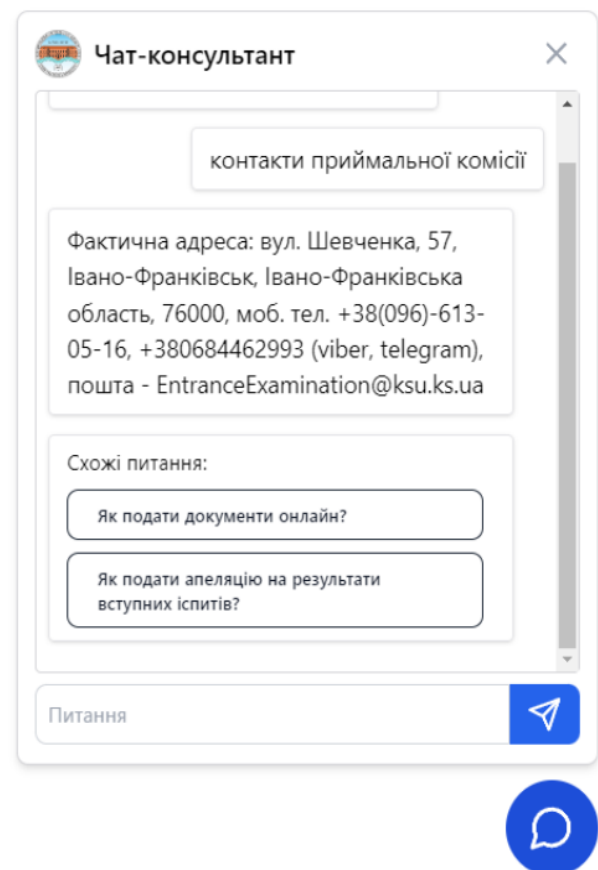 Чат-консультант
контакти приймальної комісії
Фактична адреса: вул. Шевченка, 57,
Івано-Франківськ, Івано-Франківська
область, 76000, моб. тел. +38(096)-613-
05-16, +380684462993 (viber, telegram),
пошта - EntranceExamination@ksu.ks.ua
Схожі питання:
Як подати документи онлайн?
Як подати апеляцію на результати
вступних іспитів?
Питання